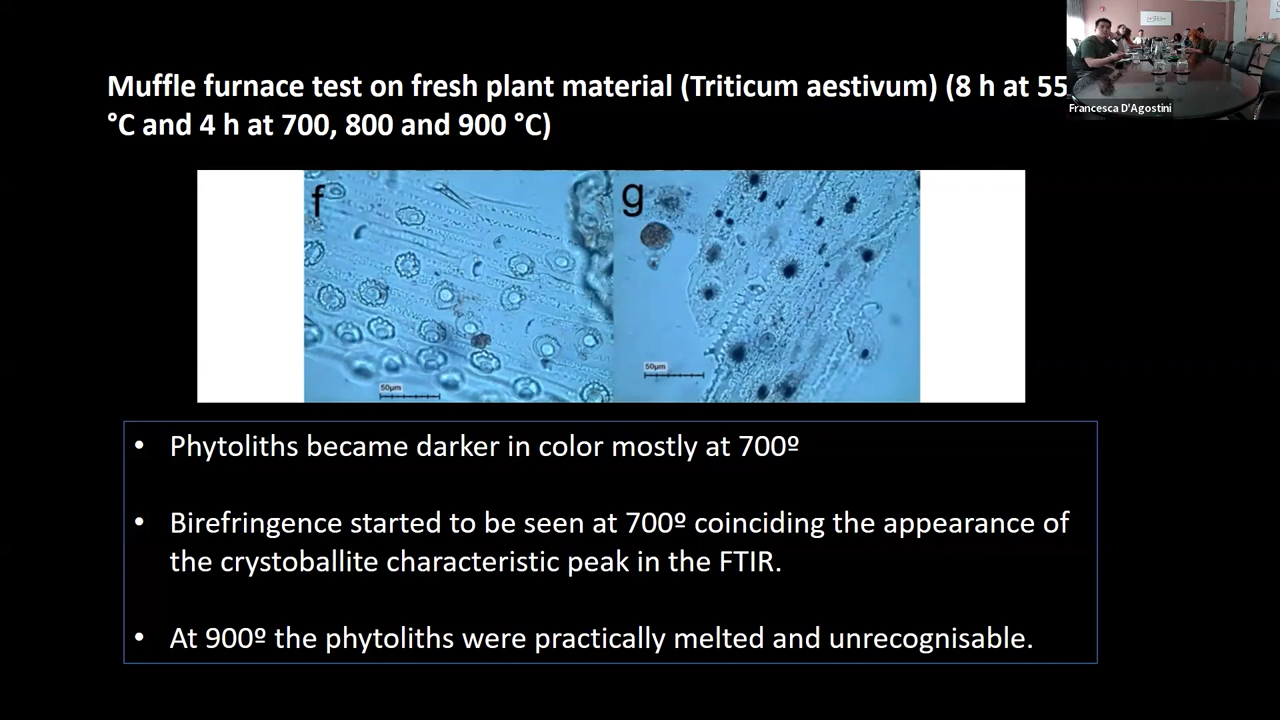 Muffle furnace test on fresh plant material (Triticum aestivum) (8 h at 55
°C and 4 h at 700, 800 and 900 °C)
Francesca D'Agostini
f
g
50µm
50µm
• Phytoliths became darker in color mostly at 700º
• Birefringence started to be seen at 700º coinciding the appearance of
the crystoballite characteristic peak in the FTIR.
• At 900º the phytoliths were practically melted and unrecognisable.